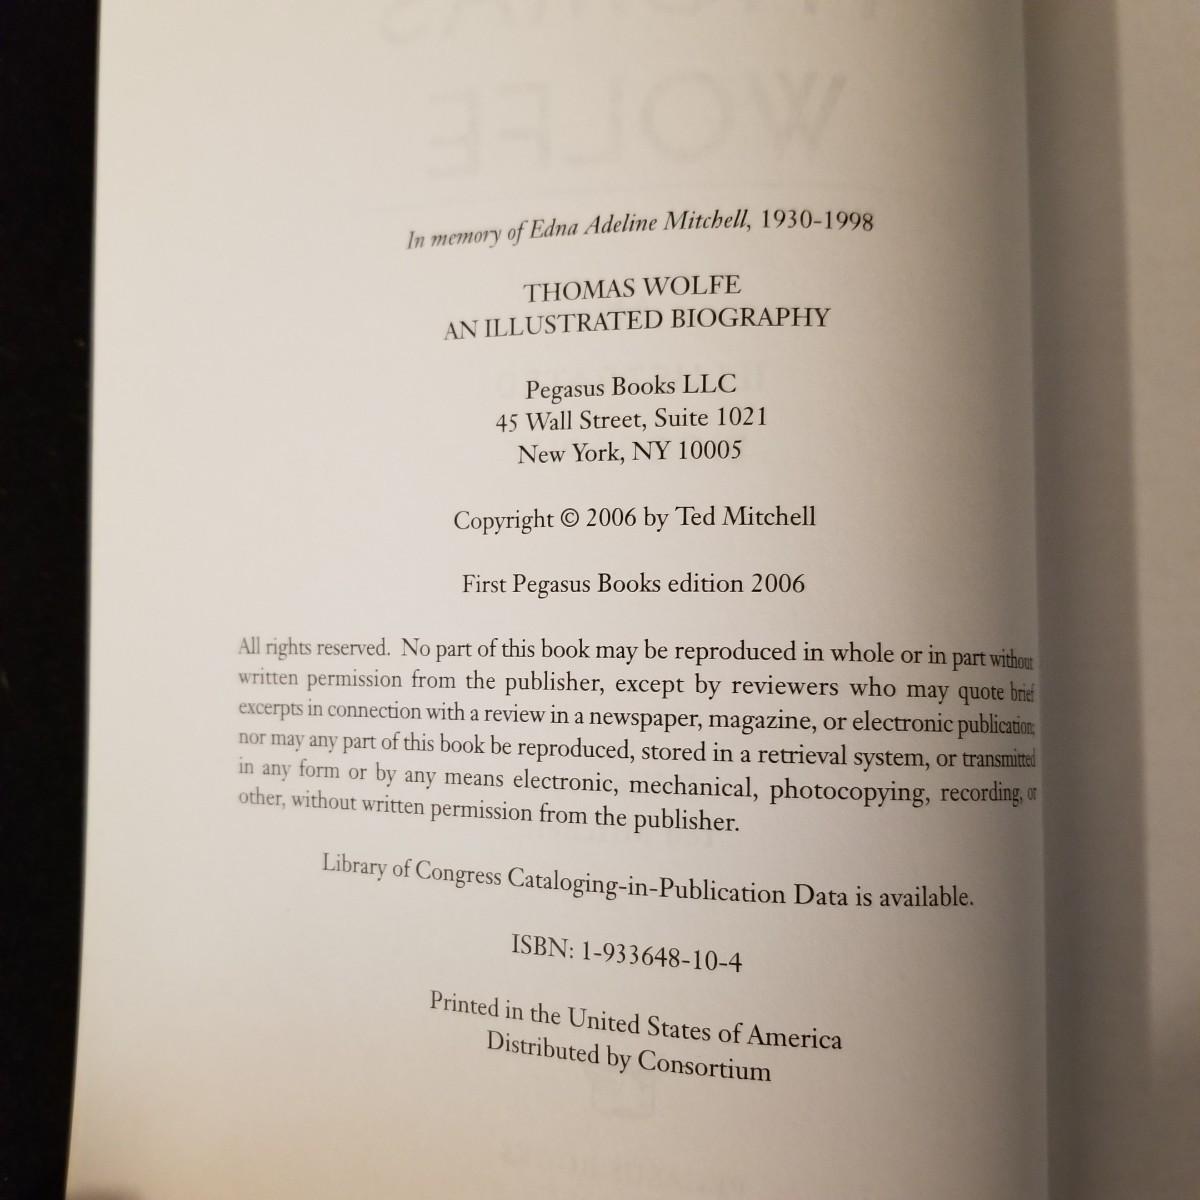 In memory of Edna Adeline Mitchell, 1930-1998
THOMAS WOLFE
AN ILLUSTRATED BIOGRAPHY
Pegasus Books LLC
45 Wall Street, Suite 1021
New York, NY 10005
Copyright © 2006 by Ted Mitchell
First Pegasus Books edition 2006
All rights reserved. No part of this book may be reproduced in whole or in part without
written permission from the publisher, except by reviewers who may quote brief
excerpts in connection with a review in a newspaper, magazine, or electronic publication;
nor may any part of this book be reproduced, stored in a retrieval system, or transmitted
in any form or by any means electronic, mechanical, photocopying, recording, or
other, without written permission from the publisher.
Library of Congress Cataloging-in-Publication Data is available.
ISBN: 1-933648-10-4
Printed in the United States of America
Distributed by Consortium